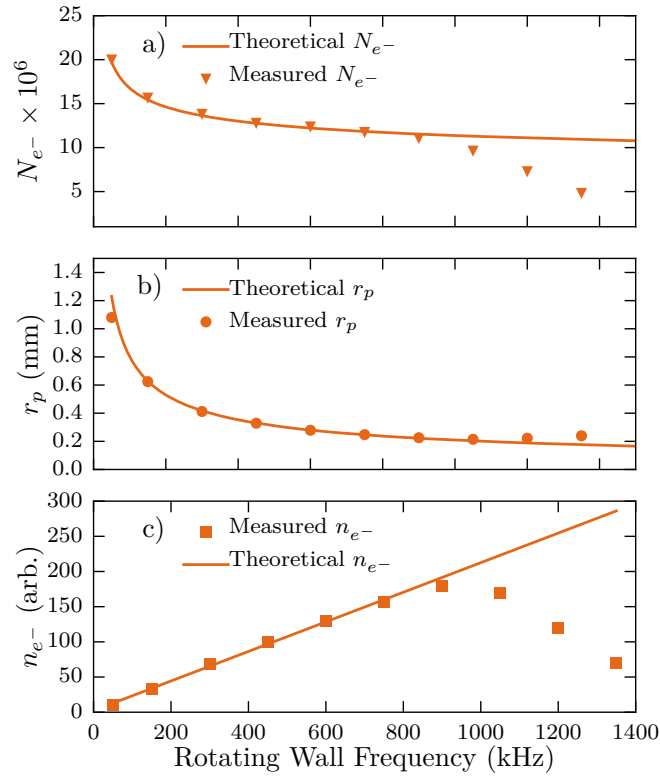 25
20
15
10
5
N_{e^-} × 10^6
a)
Theoretical N_{e^-}
Measured N_{e^-}
1.4
1.2
1.0
0.8
0.6
0.4
0.2
0.0
r_p (mm)
b)
Theoretical r_p
Measured r_p
300
250
200
150
100
50
0
n_{e^-} (arb.)
c)
Measured n_{e^-}
Theoretical n_{e^-}
0 200 400 600 800 1000 1200 1400
Rotating Wall Frequency (kHz)